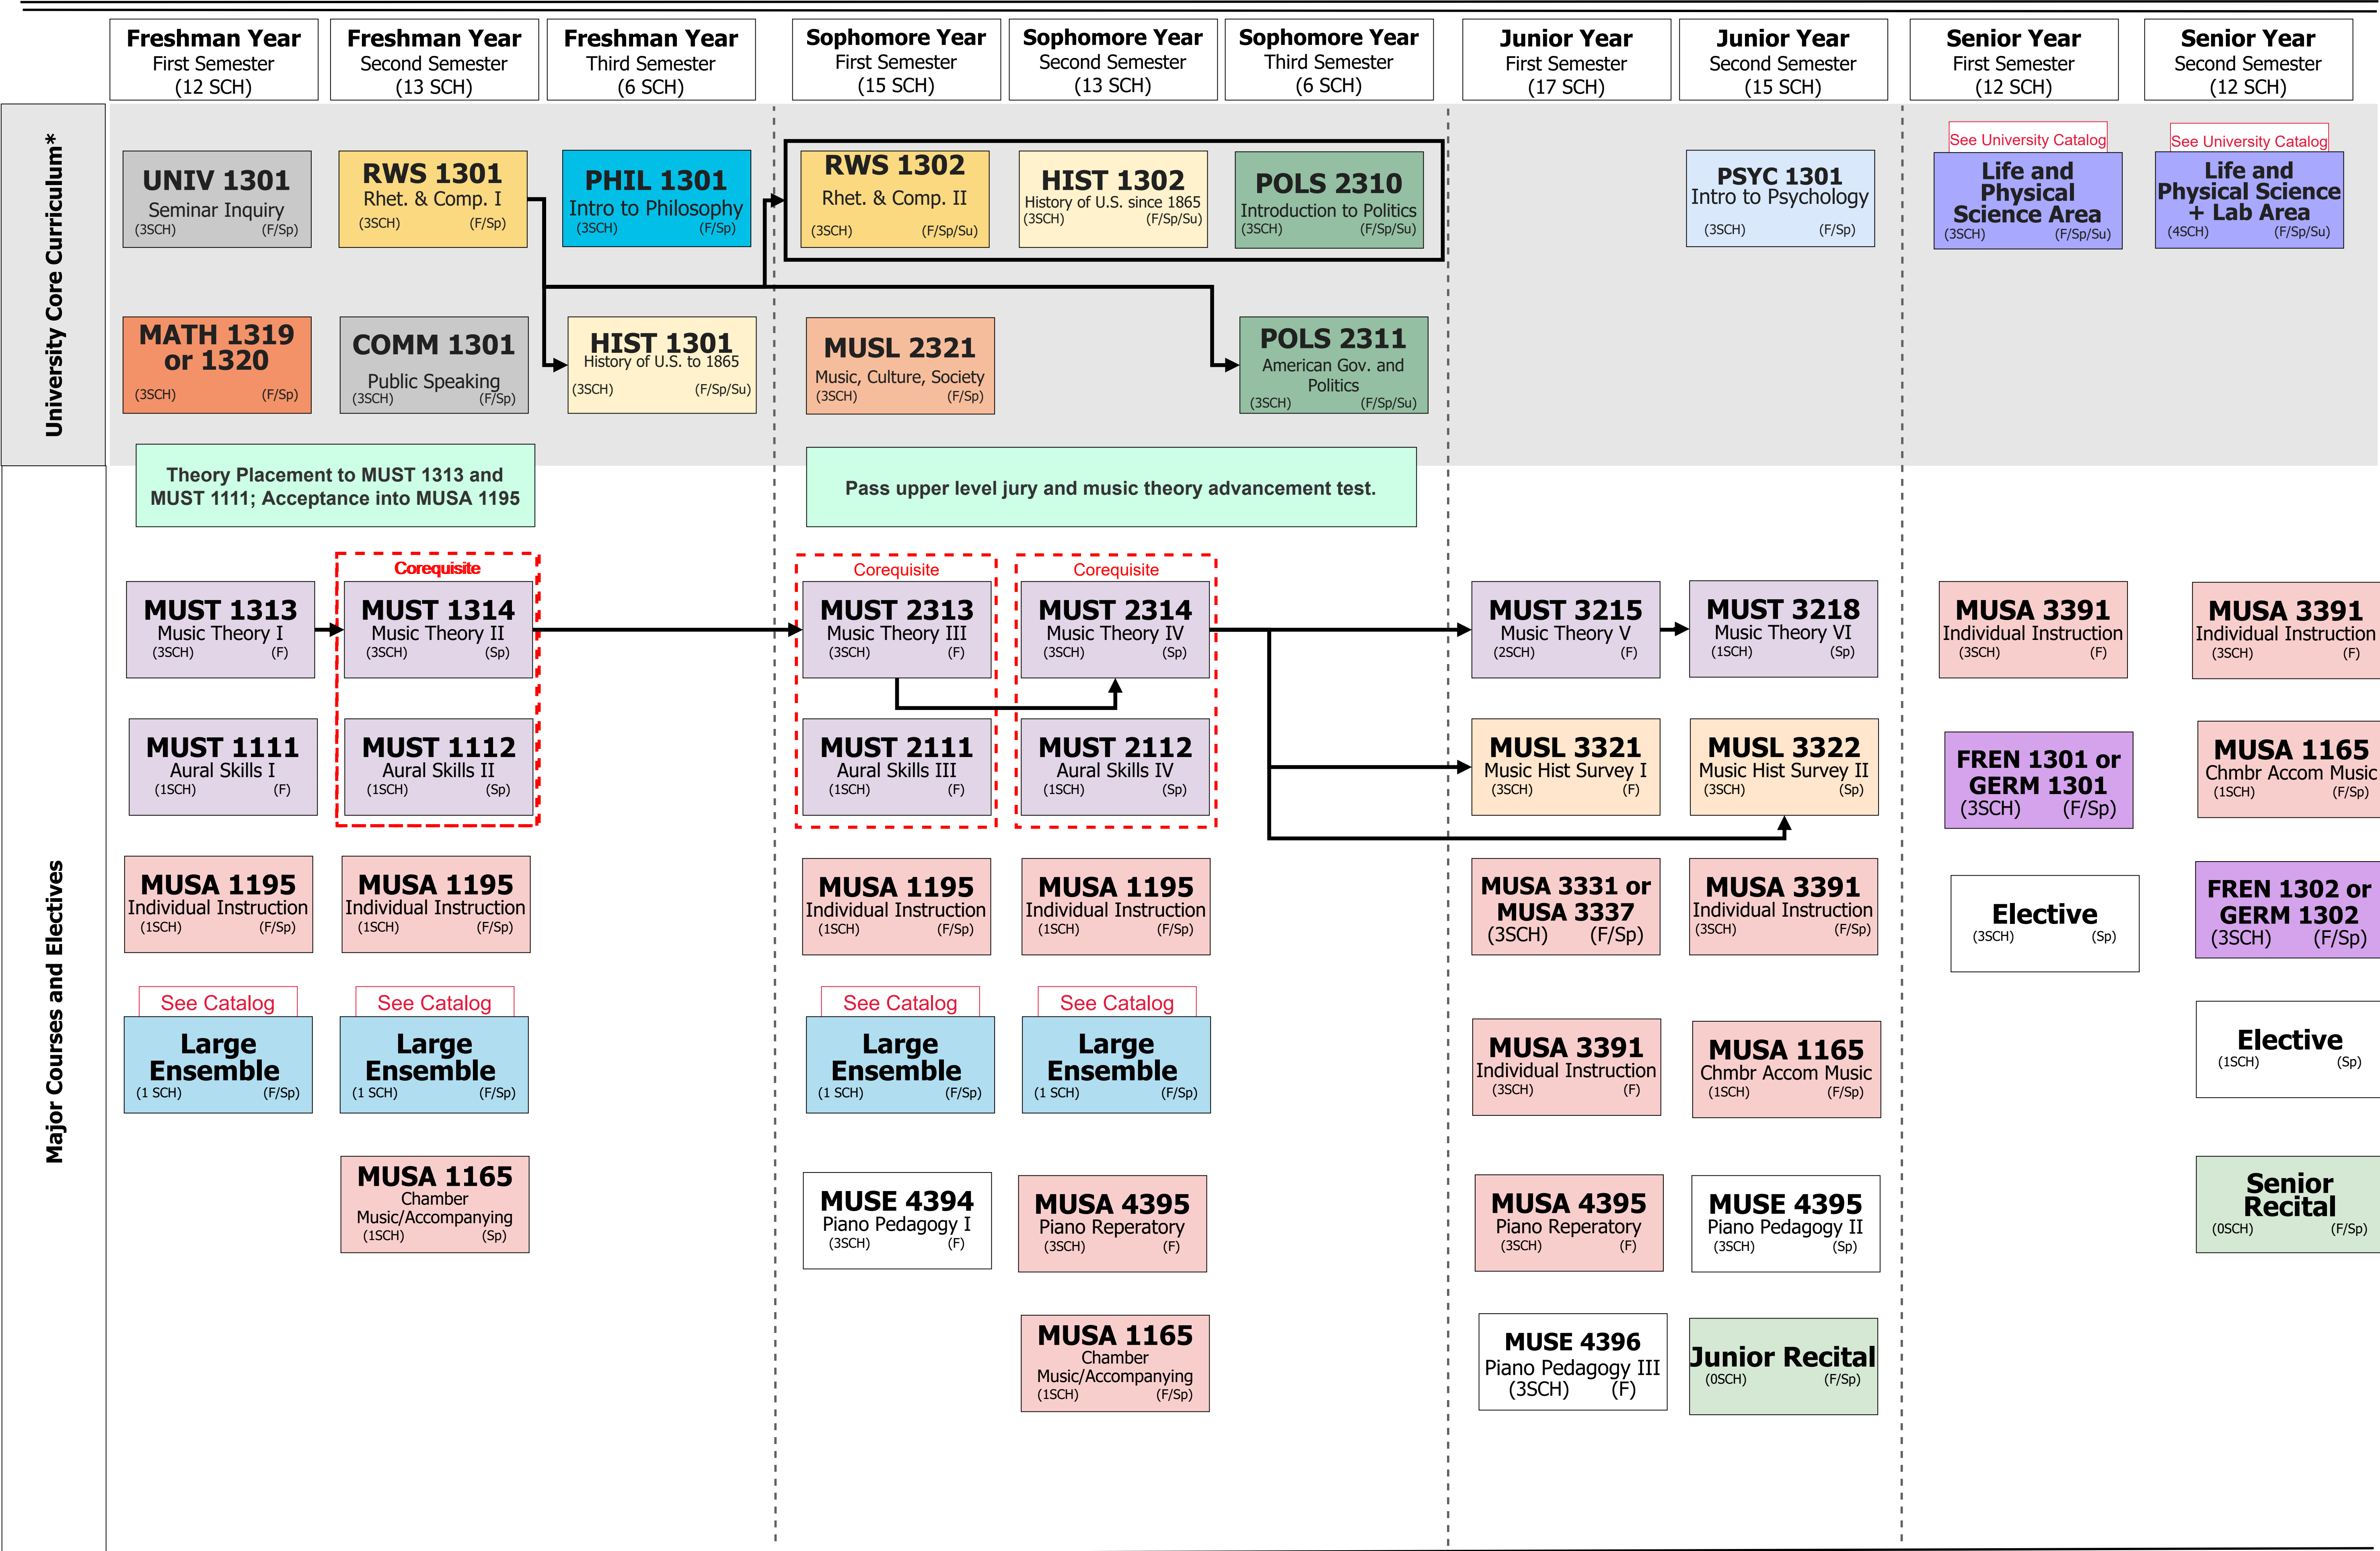 Freshman Year
First Semester
(12 SCH)
Freshman Year
Second Semester
(13 SCH)
Freshman Year
Third Semester
(6 SCH)
Sophomore Year
First Semester
(15 SCH)
Sophomore Year
Second Semester
(13 SCH)
Sophomore Year
Third Semester
(6 SCH)
Junior Year
First Semester
(17 SCH)
Junior Year
Second Semester
(15 SCH)
Senior Year
First Semester
(12 SCH)
Senior Year
Second Semester
(12 SCH)
University Core Curriculum*
UNIV 1301
Seminar Inquiry
(3SCH) (F/Sp)
RWS 1301
Rhet. & Comp. I
(3SCH) (F/Sp)
PHIL 1301
Intro to Philosophy
(3SCH) (F/Sp)
RWS 1302
Rhet. & Comp. II
(3SCH) (F/Sp/Su)
HIST 1302
History of U.S. since 1865
(3SCH) (F/Sp/Su)
POLS 2310
Introduction to Politics
(3SCH) (F/Sp/Su)
PSYC 1301
Intro to Psychology
(3SCH) (F/Sp)
See University Catalog
Life and
Physical
Science Area
(3SCH) (F/Sp/Su)
See University Catalog
Life and
Physical Science
+ Lab Area
(4SCH) (F/Sp/Su)
MATH 1319
or 1320
(3SCH) (F/Sp)
COMM 1301
Public Speaking
(3SCH) (F/Sp)
HIST 1301
History of U.S. to 1865
(3SCH) (F/Sp/Su)
MUSL 2321
Music, Culture, Society
(3SCH) (F/Sp)
POLS 2311
American Gov. and
Politics
(3SCH) (F/Sp/Su)
Theory Placement to MUST 1313 and
MUST 1111; Acceptance into MUSA 1195
Pass upper level jury and music theory advancement test.
Major Courses and Electives
Corequisite
Corequisite
Corequisite
MUST 1313
Music Theory I
(3SCH) (F)
MUST 1314
Music Theory II
(3SCH) (Sp)
MUST 2313
Music Theory III
(3SCH) (F)
MUST 2314
Music Theory IV
(3SCH) (Sp)
MUST 3215
Music Theory V
(2SCH) (F)
MUST 3218
Music Theory VI
(1SCH) (Sp)
MUSA 3391
Individual Instruction
(3SCH) (F)
MUSA 3391
Individual Instruction
(3SCH) (F)
MUST 1111
Aural Skills I
(1SCH) (F)
MUST 1112
Aural Skills II
(1SCH) (Sp)
MUST 2111
Aural Skills III
(1SCH) (F)
MUST 2112
Aural Skills IV
(1SCH) (Sp)
MUSL 3321
Music Hist Survey I
(3SCH) (F)
MUSL 3322
Music Hist Survey II
(3SCH) (Sp)
FREN 1301 or
GERM 1301
(3SCH) (F/Sp)
MUSA 1165
Chmbr Accom Music
(1SCH) (F/Sp)
MUSA 1195
Individual Instruction
(1SCH) (F/Sp)
MUSA 1195
Individual Instruction
(1SCH) (F/Sp)
MUSA 1195
Individual Instruction
(1SCH) (F/Sp)
MUSA 1195
Individual Instruction
(1SCH) (F/Sp)
MUSA 3331 or
MUSA 3337
(3SCH) (F/Sp)
MUSA 3391
Individual Instruction
(3SCH) (F/Sp)
Elective
(3SCH) (Sp)
FREN 1302 or
GERM 1302
(3SCH) (F/Sp)
See Catalog
Large
Ensemble
(1 SCH) (F/Sp)
See Catalog
Large
Ensemble
(1 SCH) (F/Sp)
See Catalog
Large
Ensemble
(1 SCH) (F/Sp)
See Catalog
Large
Ensemble
(1 SCH) (F/Sp)
MUSA 3391
Individual Instruction
(3SCH) (F)
MUSA 1165
Chmbr Accom Music
(1SCH) (F/Sp)
Elective
(1SCH) (Sp)
MUSA 1165
Chamber
Music/Accompanying
(1SCH) (Sp)
MUSE 4394
Piano Pedagogy I
(3SCH) (F)
MUSA 4395
Piano Reperatory
(3SCH) (F)
MUSA 4395
Piano Reperatory
(3SCH) (F)
MUSE 4395
Piano Pedagogy II
(3SCH) (Sp)
Senior
Recital
(0SCH) (F/Sp)
MUSA 1165
Chamber
Music/Accompanying
(1SCH) (F/Sp)
MUSE 4396
Piano Pedagogy III
(3SCH) (F)
Junior Recital
(0SCH) (F/Sp)